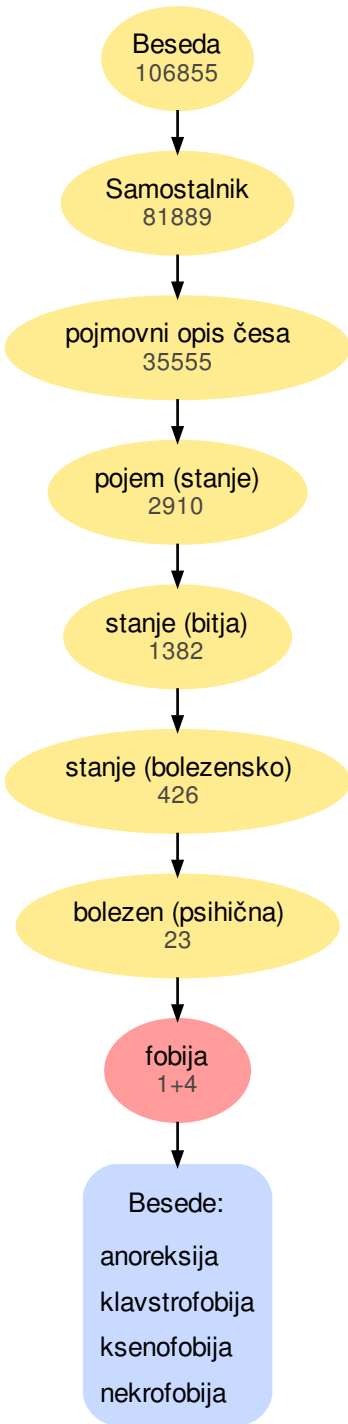 Beseda
106855
Samostalnik
81889
pojmovni opis česa
35555
pojem (stanje)
2910
stanje (bitja)
1382
stanje (bolezensko)
426
bolezen (psihična)
23
fobija
1+4
Besede:
anoreksija
klavstrofobija
ksenofobija
nekrofobija